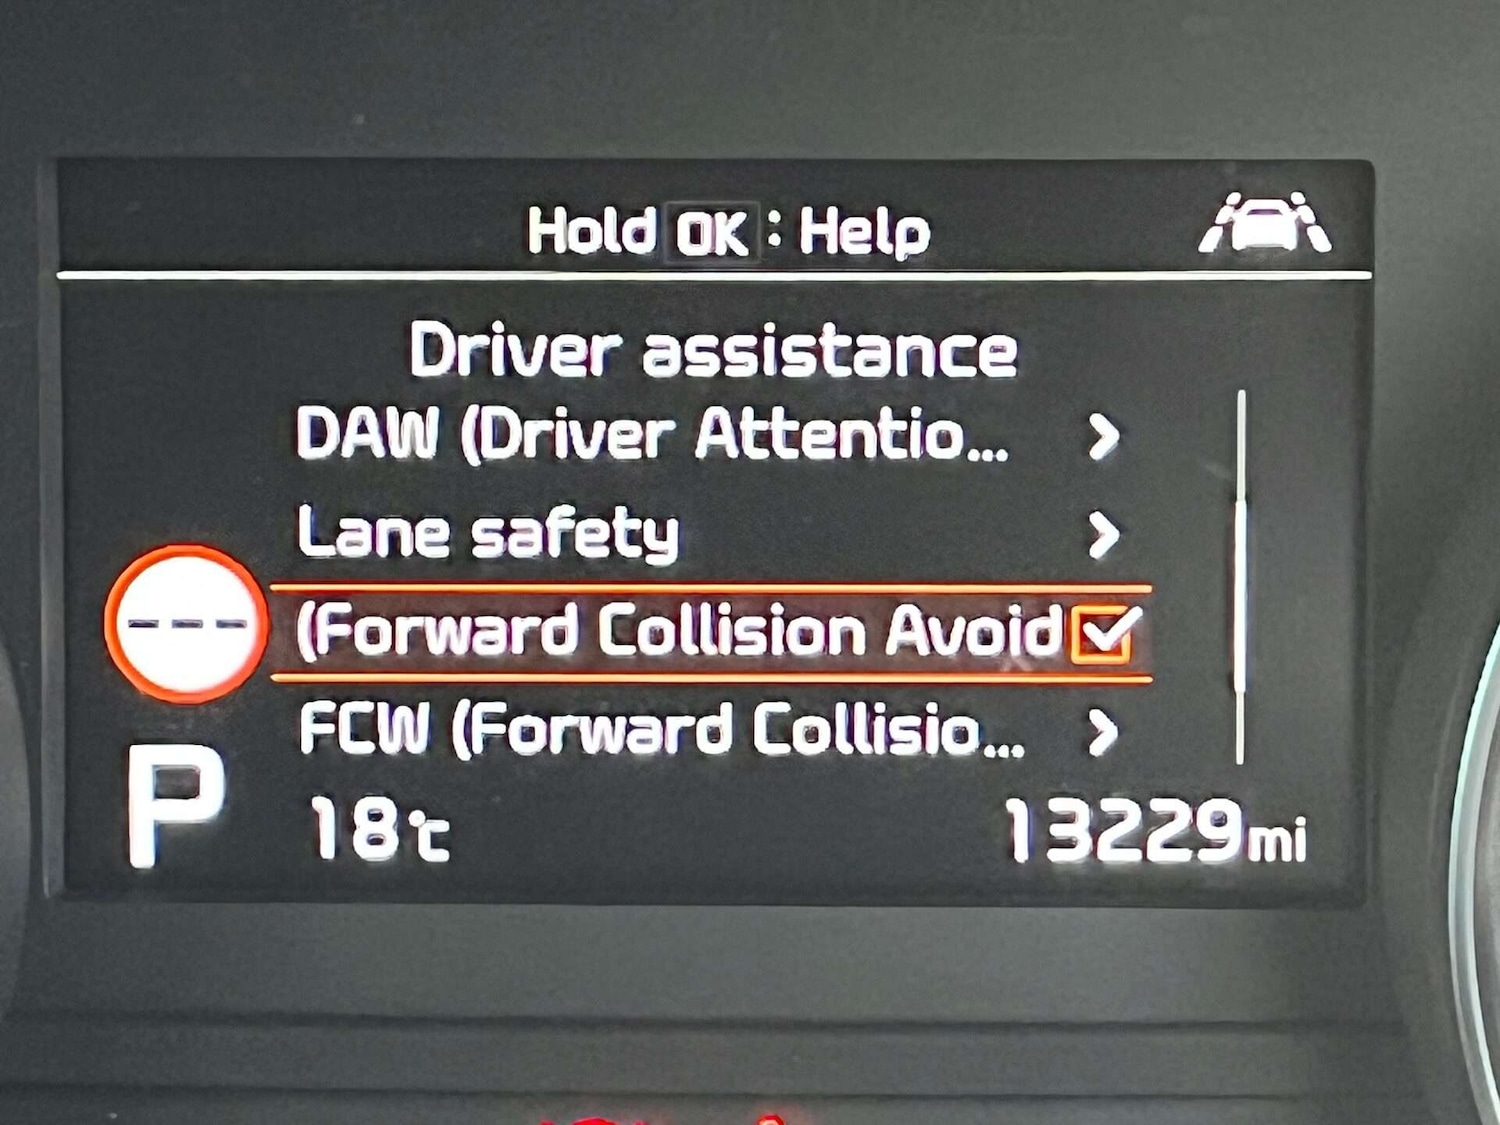 Hold OK : Help
Driver assistance
DAW (Driver Attentio...
Lane safety
(Forward Collision Avoid
FCW (Forward Collisio...
---
P 18℃ 13229mi